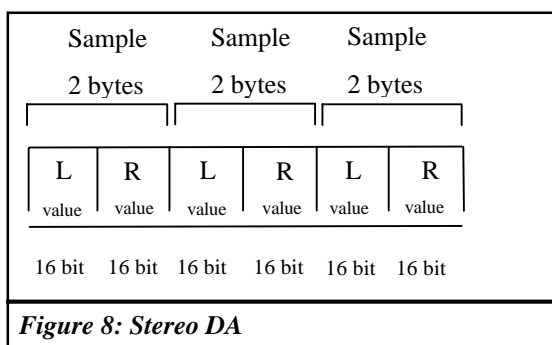 Sample Sample Sample
2 bytes 2 bytes 2 bytes
L R L R L R
value value value value value value
16 bit 16 bit 16 bit 16 bit 16 bit 16 bit
Figure 8: Stereo DA